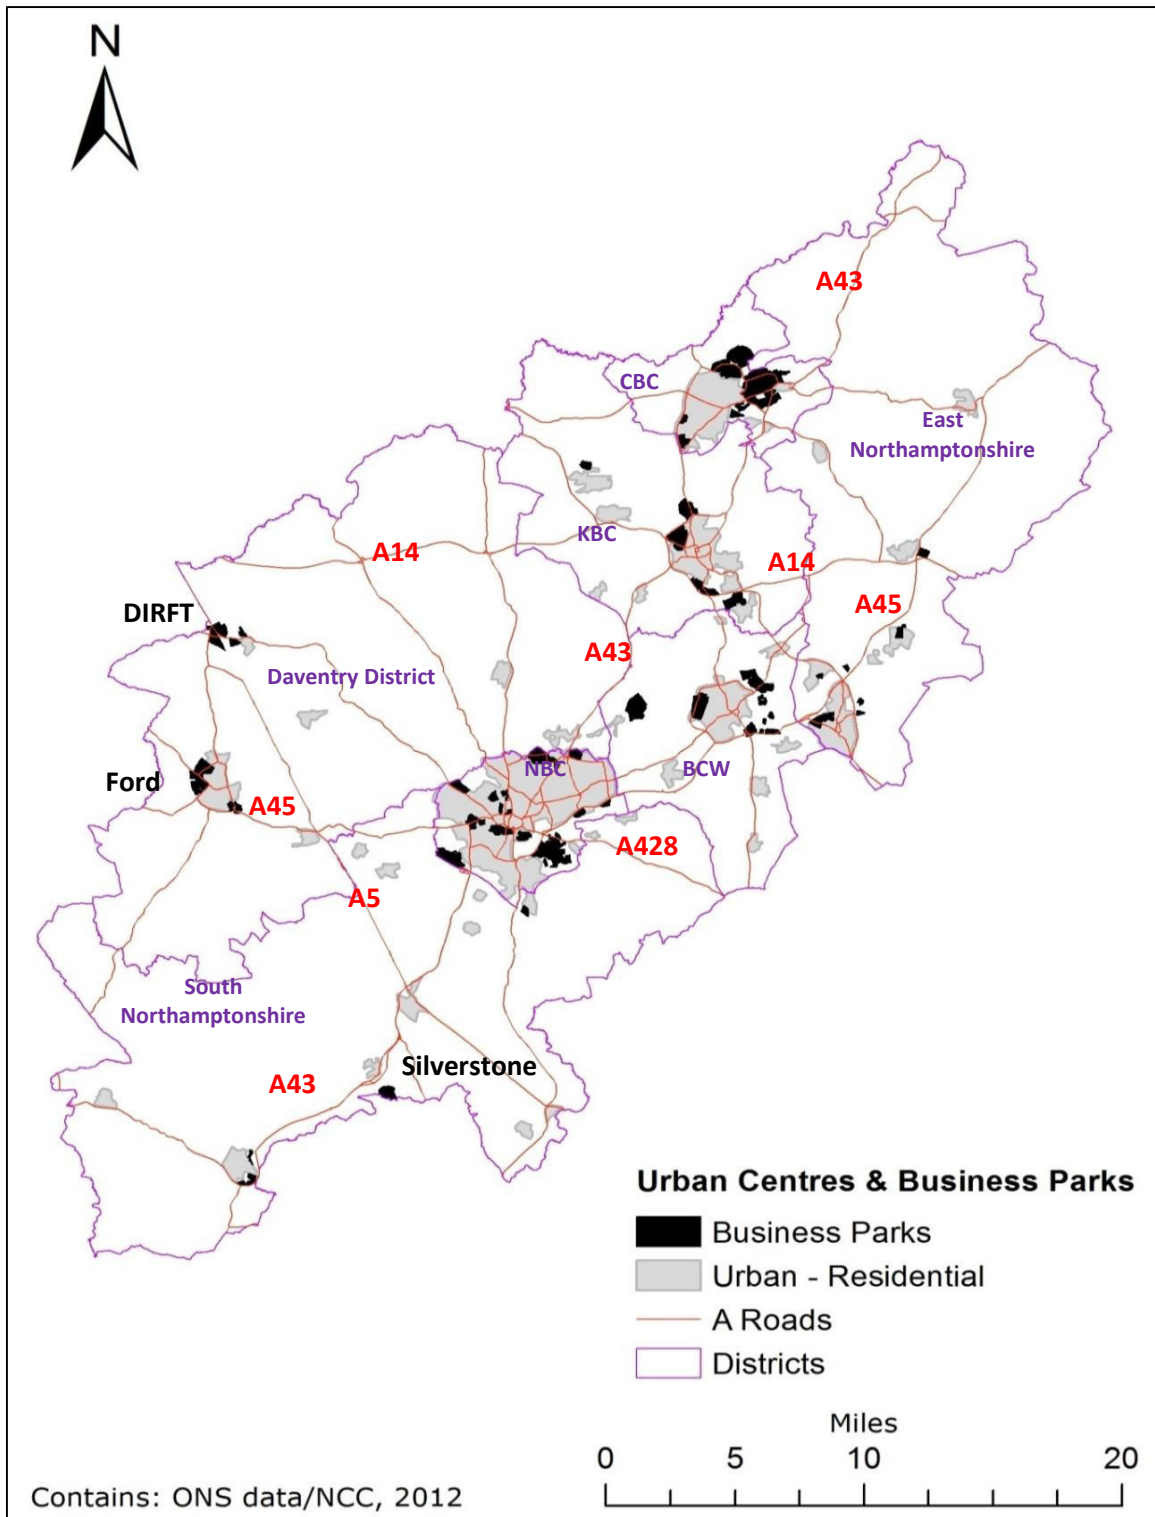 N
A43
CBC
East
Northamptonshire
KBC
A14
A14
A45
DIRFT
A43
Daventry District
Ford
NBC
BCW
A45
A428
A5
South
Northamptonshire
Silverstone
A43
Urban Centres & Business Parks
Business Parks
Urban - Residential
A Roads
Districts
Miles
0 5 10 20
Contains: ONS data/NCC, 2012